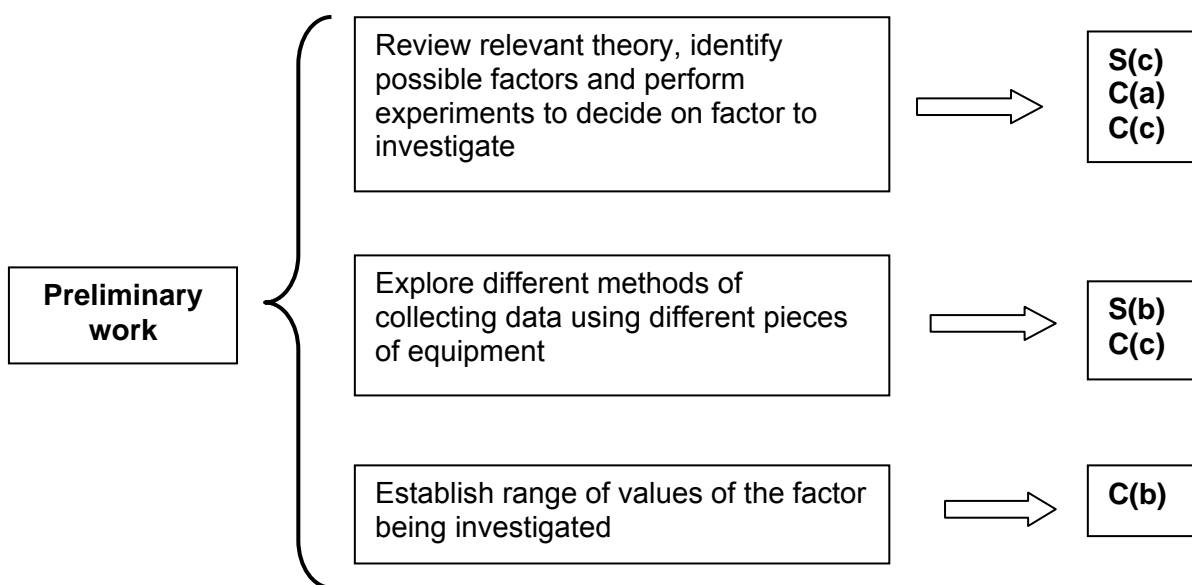 Review relevant theory, identify
possible factors and perform
experiments to decide on factor to
investigate
S(c)
C(a)
C(c)
Preliminary
work
Explore different methods of
collecting data using different pieces
of equipment
S(b)
C(c)
Establish range of values of the factor
being investigated
C(b)